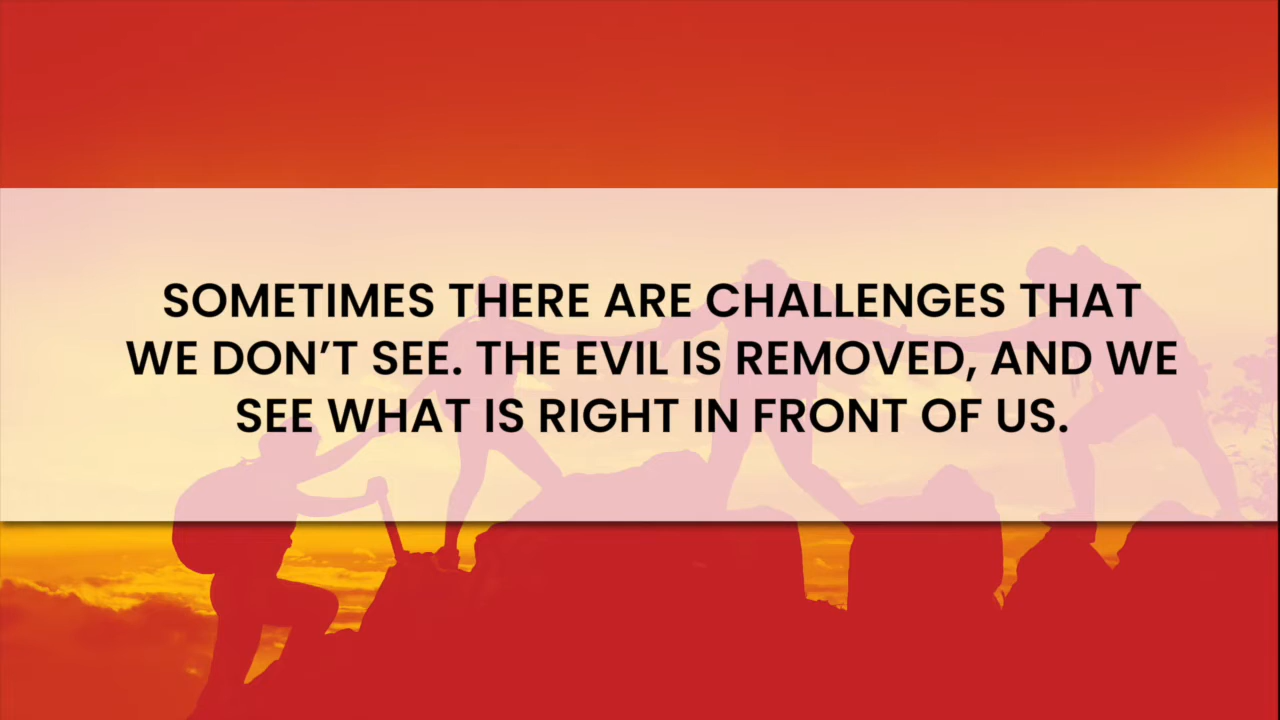 SOMETIMES THERE ARE CHALLENGES THAT
WE DON’T SEE. THE EVIL IS REMOVED, AND WE
SEE WHAT IS RIGHT IN FRONT OF US.